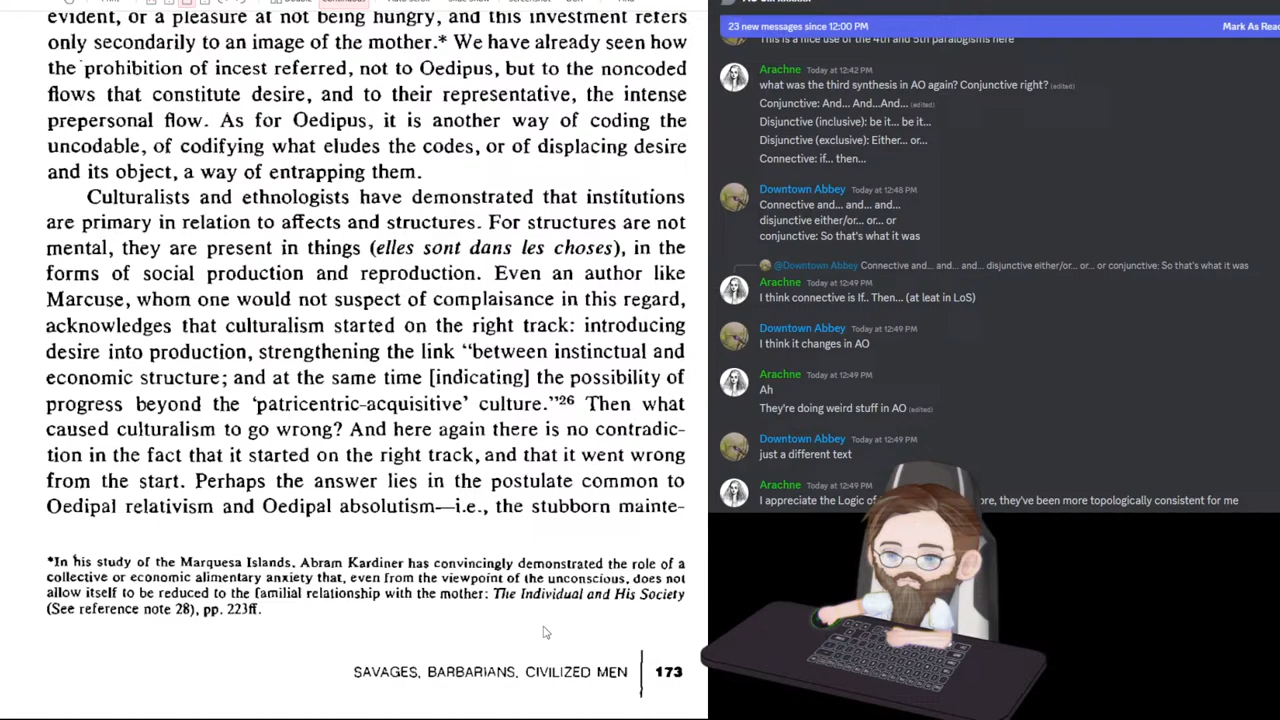 evident, or a pleasure at not being hungry, and this investment refers
only secondarily to an image of the mother.* We have already seen how
the prohibition of incest referred, not to Oedipus, but to the noncoded
flows that constitute desire, and to their representative, the intense
prepersonal flow. As for Oedipus, it is another way of coding the
uncodable, of codifying what eludes the codes, or of displacing desire
and its object, a way of entrapping them.
Culturalists and ethnologists have demonstrated that institutions
are primary in relation to affects and structures. For structures are not
mental, they are present in things (elles sont dans les choses), in the
forms of social production and reproduction. Even an author like
Marcuse, whom one would not suspect of complaisance in this regard,
acknowledges that culturalism started on the right track: introducing
desire into production, strengthening the link “between instinctual and
economic structure; and at the same time [indicating] the possibility of
progress beyond the ‘patricentric-acquisitive’ culture.”26 Then what
caused culturalism to go wrong? And here again there is no contradic-
tion in the fact that it started on the right track, and that it went wrong
from the start. Perhaps the answer lies in the postulate common to
Oedipal relativism and Oedipal absolutism—i.e., the stubborn mainte-
*In his study of the Marquesa Islands, Abram Kardiner has convincingly demonstrated the role of a
collective or economic alimentary anxiety that, even from the viewpoint of the unconscious, does not
allow itself to be reduced to the familial relationship with the mother: The Individual and His Society
(See reference note 28), pp. 223ff.
SAVAGES, BARBARIANS, CIVILIZED MEN 173
23 new messages since 12:00 PM Mark As Read
This is a nice use of the 4th and 5th paralogisms here
Arachne Today at 12:42 PM
what was the third synthesis in AO again? Conjunctive right? (edited)
Conjunctive: And... And...And... (edited)
Disjunctive (inclusive): be it... be it...
Disjunctive (exclusive): Either... or...
Connective: if... then...
Downtown Abbey Today at 12:48 PM
Connective and... and... and...
disjunctive either/or... or... or
conjunctive: So that's what it was
@Downtown Abbey Connective and... and... and... disjunctive either/or... or... or conjunctive: So that's what it was
Arachne Today at 12:49 PM
I think connective is If.. Then... (at leat in LoS)
Downtown Abbey Today at 12:49 PM
I think it changes in AO
Arachne Today at 12:49 PM
Ah
They're doing weird stuff in AO (edited)
Downtown Abbey Today at 12:49 PM
just a different text
Arachne Today at 12:49 PM
I appreciate the Logic of they've been more topologically consistent for me